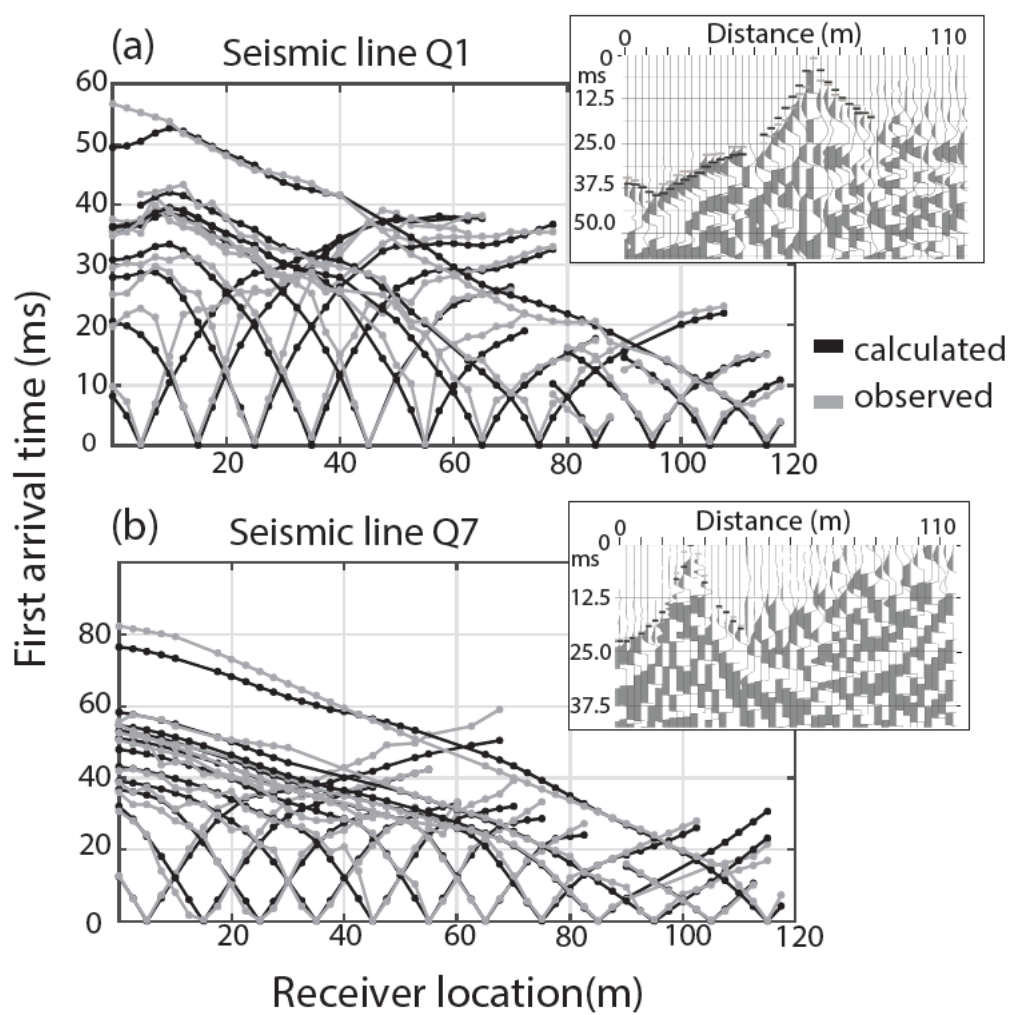 (a) Seismic line Q1
Distance (m)
0 110
0
ms
12.5
25.0
37.5
50.0
60
50
40
30
20
10
0
20 40 60 80 100 120
calculated
observed
First arrival time (ms)
(b) Seismic line Q7
Distance (m)
0 110
0
ms
12.5
25.0
37.5
80
60
40
20
0
20 40 60 80 100 120
Receiver location(m)